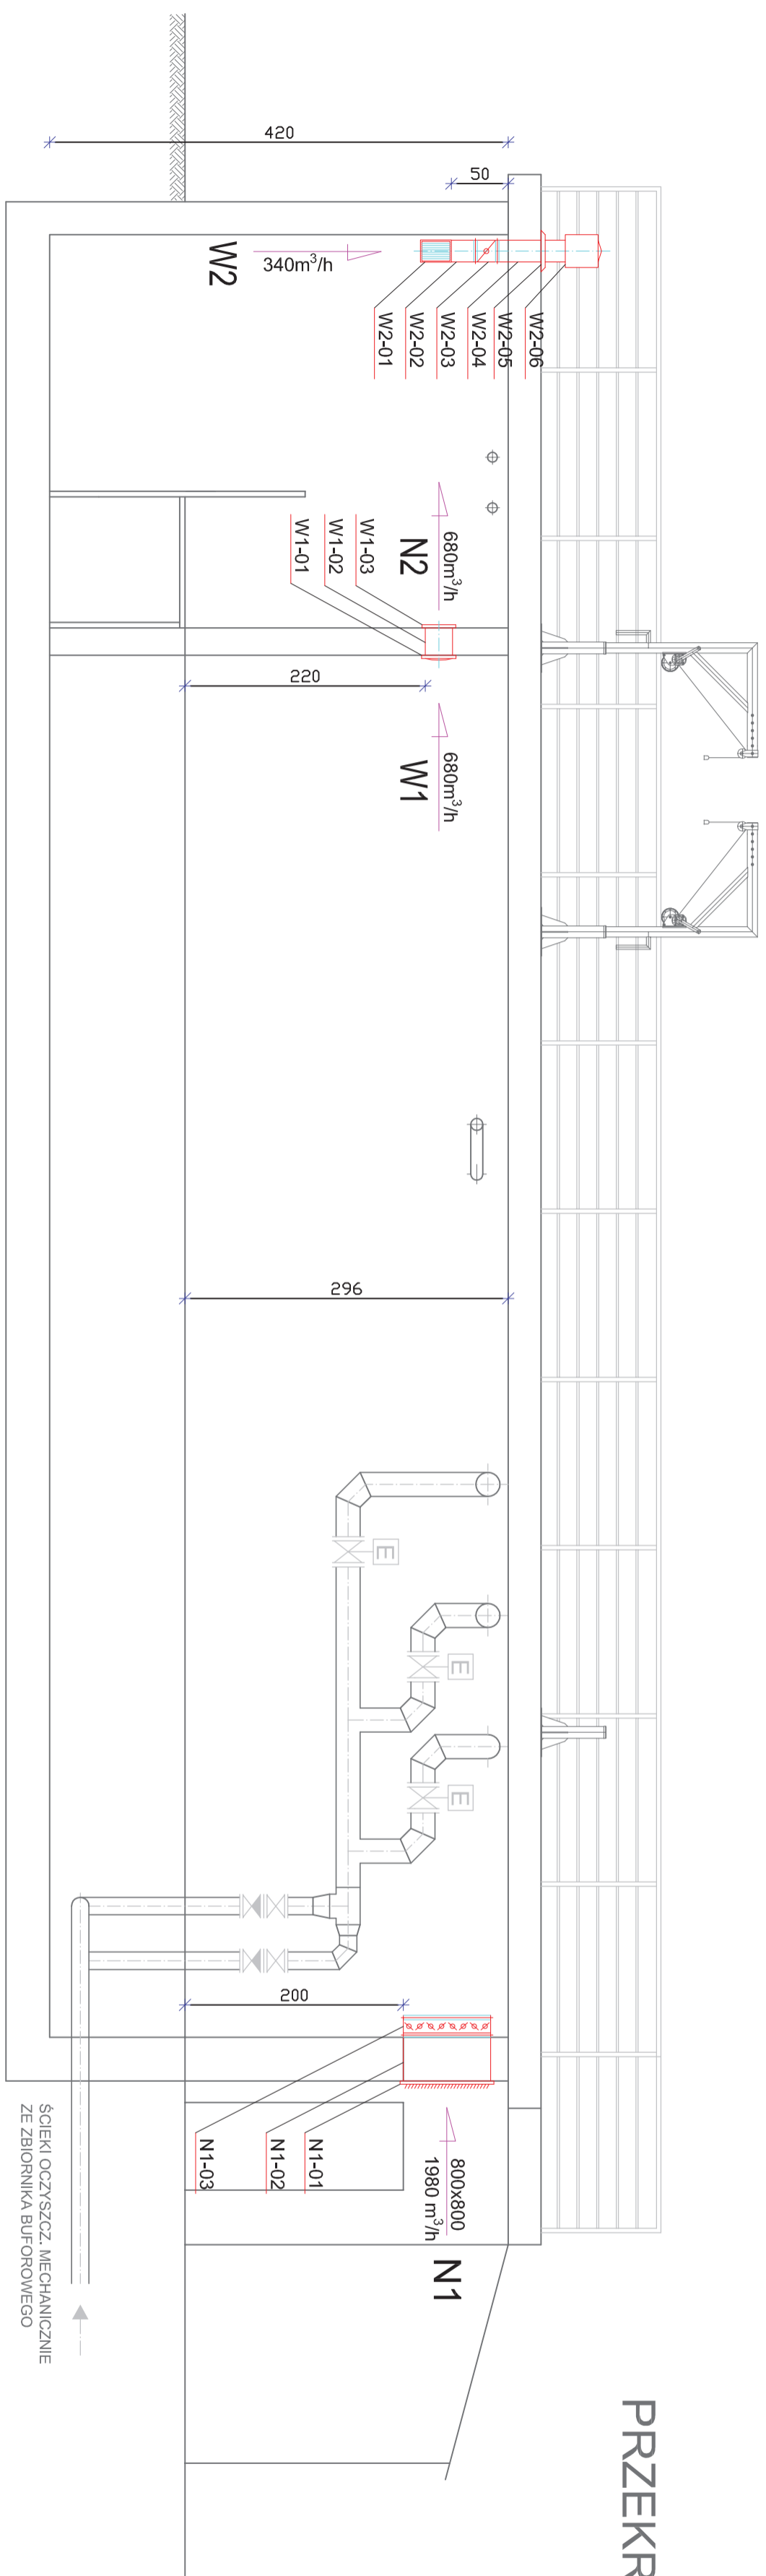 PRZEKR
420
50
W2
340m³/h
W2-01
W2-02
W2-03
W2-04
W2-05
W2-06
680m³/h
N2
W1-03
W1-02
W1-01
220
680m³/h
W1
296
E
E
E
200
N1-01
N1-02
N1-03
800x800
1980 m³/h
N1
ŚCIEKI OCZYSZCZ. MECHANICZNIE
ZE ZBIORNIKA BUFOROWEGO